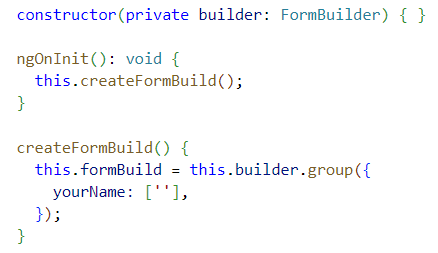 constructor(private builder: FormBuilder) { }
ngOnInit(): void {
this.createFormBuild();
}
createFormBuild() {
this.formBuild = this.builder.group({
yourName: [''],
});
}